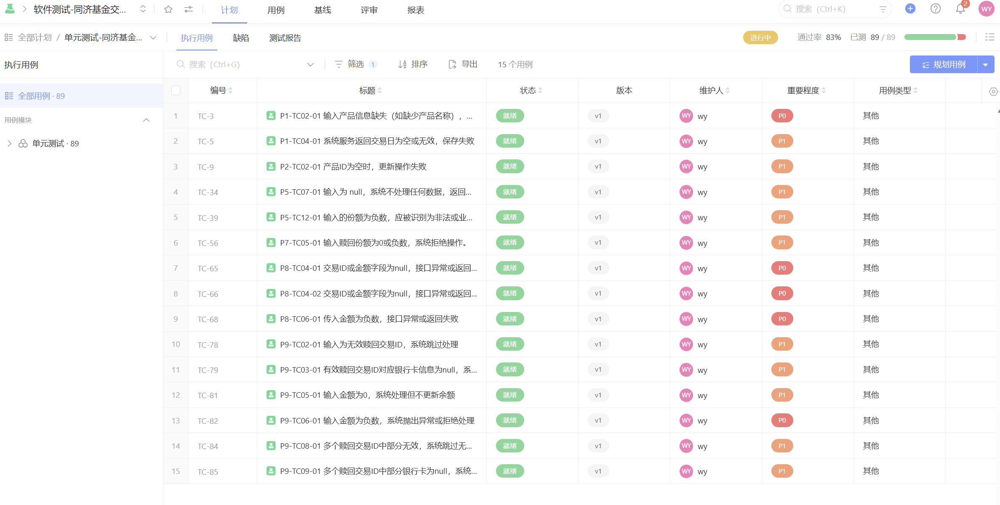 软件测试-同济基金交...
计划 用例 基线 评审 报表
搜索（Ctrl+K）
2
WY
全部计划 / 单元测试-同济基金...
执行用例 缺陷 测试报告
进行中 通过率 83% 已测 89 / 89
执行用例
搜索（Ctrl+G）
筛选 1 排序 导出 15 个用例
规划用例
全部用例 · 89
用例模块
单元测试 · 89
编号 标题 状态 版本 维护人 重要程度 用例类型
1 TC-3 P1-TC02-01 输入产品信息缺失（如缺少产品名称），... 就绪 v1 WY wy P0 其他
2 TC-5 P1-TC04-01 系统服务返回交易日为空或无效，保存失败 就绪 v1 WY wy P1 其他
3 TC-9 P2-TC02-01 产品ID为空时，更新操作失败 就绪 v1 WY wy P1 其他
4 TC-34 P5-TC07-01 输入为 null，系统不处理任何数据，返回... 就绪 v1 WY wy P1 其他
5 TC-39 P5-TC12-01 输入的份额为负数，应被识别为非法或业... 就绪 v1 WY wy P1 其他
6 TC-56 P7-TC05-01 输入赎回份额为0或负数，系统拒绝操作。 就绪 v1 WY wy P1 其他
7 TC-65 P8-TC04-01 交易ID或金额字段为null，接口异常或返回... 就绪 v1 WY wy P0 其他
8 TC-66 P8-TC04-02 交易ID或金额字段为null，接口异常或返回... 就绪 v1 WY wy P0 其他
9 TC-68 P8-TC06-01 传入金额为负数，接口异常或返回失败 就绪 v1 WY wy P0 其他
10 TC-78 P9-TC02-01 输入为无效赎回交易ID，系统跳过处理 就绪 v1 WY wy P1 其他
11 TC-79 P9-TC03-01 有效赎回交易ID对应银行卡信息为null，系... 就绪 v1 WY wy P1 其他
12 TC-81 P9-TC05-01 输入金额为0，系统处理但不更新余额 就绪 v1 WY wy P1 其他
13 TC-82 P9-TC06-01 输入金额为负数，系统抛出异常或拒绝处理 就绪 v1 WY wy P0 其他
14 TC-84 P9-TC08-01 多个赎回交易ID中部分无效，系统跳过无... 就绪 v1 WY wy P1 其他
15 TC-85 P9-TC09-01 多个赎回交易ID中部分银行卡为null，系统... 就绪 v1 WY wy P1 其他